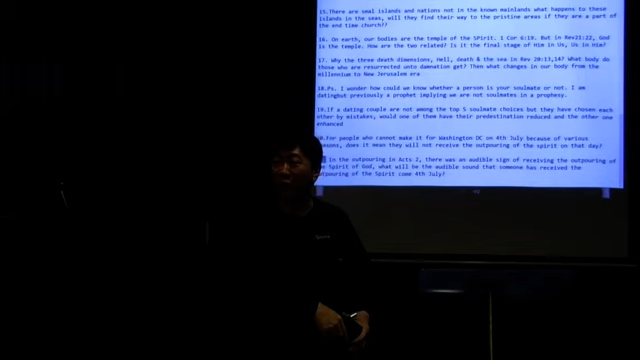 15.There are smal islands and nations not in the known mainlands what happens to these
islands in the seas, will they find their way to the pristine areas if they are a part of
the end time church??
16. On earth, our bodies are the temple of the SPirit. 1 Cor 6:19. But in Rev21:22, God
is the temple. How are the two related? Is it the final stage of Him in Us, Us in Him?
17. Why the three death dimensions, Hell, death & the sea in Rev 20:13,14? What body do
those who are resurrected unto damnation get? Then what changes in our body from the
millenium to New Jerusalem era
18.Ps. I wonder how could we know whether a person is your soulmate or not. I am
datingbut previously a prophet implying we are not soulmates in a prophesy.
19.If a dating couple are not among the top 5 soulmate choices but they have chosen each
other by mistakes, would one of them have their predestination reduced and the other one
enhanced
For people who cannot make it for Washington DC on 4th July because of various
reasons, does it mean they will not receive the outpouring of the spirit on that day?
In the outpouring in Acts 2, there was an audible sign of receiving the outpouring of
the Spirit of God, what will be the audible sound that someone has received the
outpouring of the Spirit come 4th July?